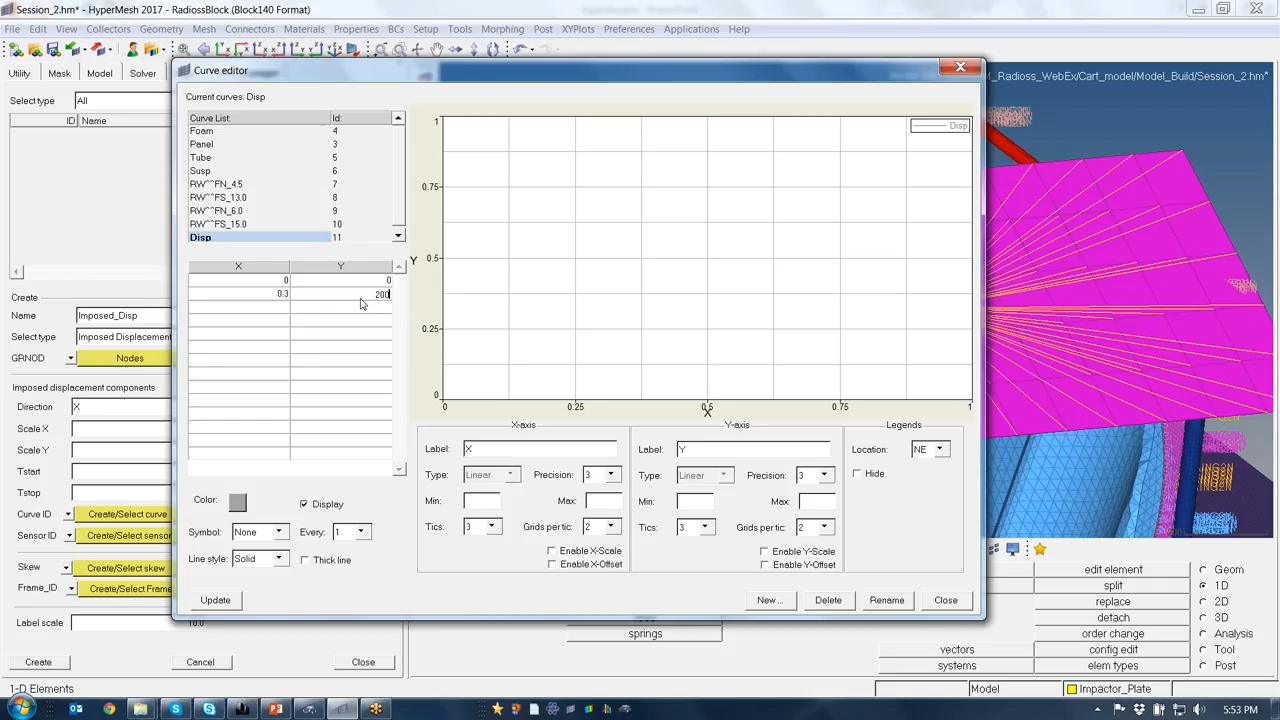 Session_2.hm* - HyperMesh 2017 - RadiossBlock (Block140 Format)
File Edit View Collectors Geometry Mesh Connectors Materials Properties BCs Setup Tools Morphing Post XYPlots Preferences Applications Help
Curve editor
Utility Mask Model Solver
M_Radioss_WebEx/Cart_model/Model_Build/Session_2.hm*
Select type All
ID Name
Current curves: Disp
Curve List: Id:
Foam 4
Panel 3
Tube 5
Susp 6
RW^^FN_4.5 7
RW^^FS_13.0 8
RW^^FN_6.0 9
RW^^FS_15.0 10
Disp 11
X Y
0 0
0.3 200
1
0.75
Y 0.5
0.25
0
0 0.25 0.5 0.75 1
X
Disp
Create
Name Imposed_Disp
Select type Imposed Displacement
GRNOD Nodes
Imposed displacement components
Direction X
Scale X
Scale Y
Tstart
Tstop
Curve ID Create/Select curve
Sensor ID Create/Select sensor
Skew Create/Select skew
Frame_ID Create/Select Frame
Label scale 10.0
Create Cancel Close
X-axis Y-axis Legends
Label: X Label: Y Location: NE
Type: Linear Precision: 3 Type: Linear Precision: 3 Hide
Min: Max: Min: Max:
Tics: 3 Grids per tic: 2 Tics: 3 Grids per tic: 2
Enable X-Scale Enable Y-Scale
Enable X-Offset Enable Y-Offset
Color: Display
Symbol: None Every: 1
Line style: Solid Thick line
Update New... Delete Rename Close
springs
edit element
split
replace
detach
order change
vectors config edit
systems elem types
Geom
1D
2D
3D
Analysis
Tool
Post
1-D Elements Model Impactor_Plate
5:53 PM